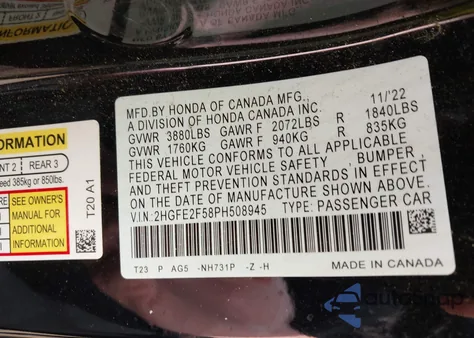 MFD.BY HONDA OF CANADA MFG. 11/'22
A DIVISION OF HONDA CANADA INC.
GVWR 3880LBS GAWR F 2072LBS R 1840LBS
GVWR 1760KG GAWR F 940KG R 835KG
THIS VEHICLE CONFORMS TO ALL APPLICABLE
FEDERAL MOTOR VEHICLE SAFETY BUMPER,
AND THEFT PREVENTION STANDARDS IN EFFECT
ON THE DATE OF MANUFACTURE SHOWN ABOVE.
V.I.N: 2HGFE2F58PH508945 TYPE: PASSENGER CAR
T23 P AG5 -NH731P -Z -H
MADE IN CANADA
REAR 3
385kg or 850lbs.
SEE OWNER'S
MANUAL FOR
ADDITIONAL
INFORMATION
T20 A1
autosnap